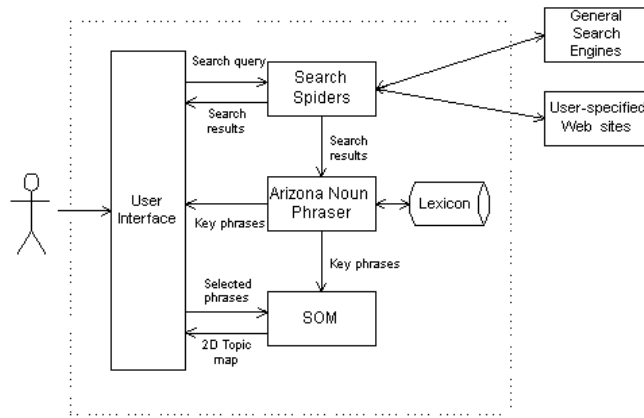 General
Search
Engines
Search query
Search
Spiders
Search
results
User-specified
Web sites
Search
results
User
Interface
Arizona Noun
Phraser
Lexicon
Key phrases
Key phrases
Selected
phrases
SOM
2D Topic
map